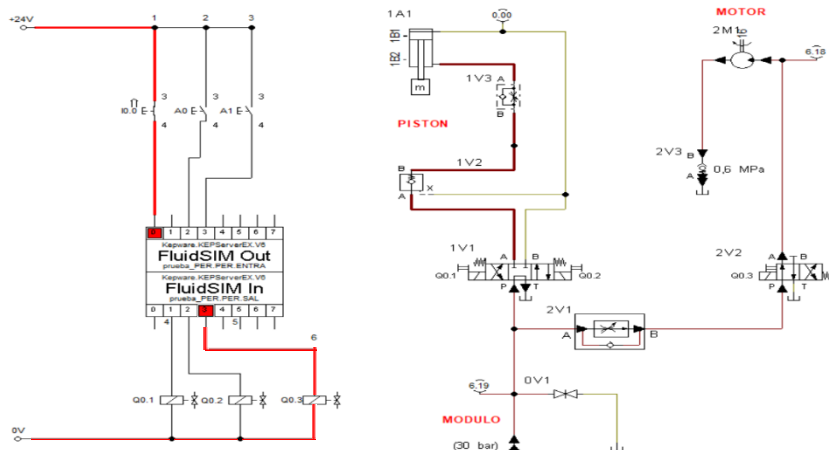 +24V
1
2
3
I0.0
3
4
A0
3
4
A1
3
4
0 1 2 3 4 5 6 7
Kepware.KEPServerEX.V6
FluidSIM Out
prueba_PER.PER.ENTRA
Kepware.KEPServerEX.V6
FluidSIM In
prueba_PER.PER.SAL
0 1 2 3 4 5 6 7
4
5
6
Q0.1
Q0.2
Q0.3
0V
1A1
1B1
1B2
m
0.00
1V3
A
B
PISTON
1V2
B
A
X
1V1
A
B
Q0.1
Q0.2
P
T
MOTOR
2M1
16
6,18
2V3
B
A
0,6 MPa
2V2
A
B
Q0.3
P
T
2V1
A
B
6,19
0V1
MODULO
(30 bar)